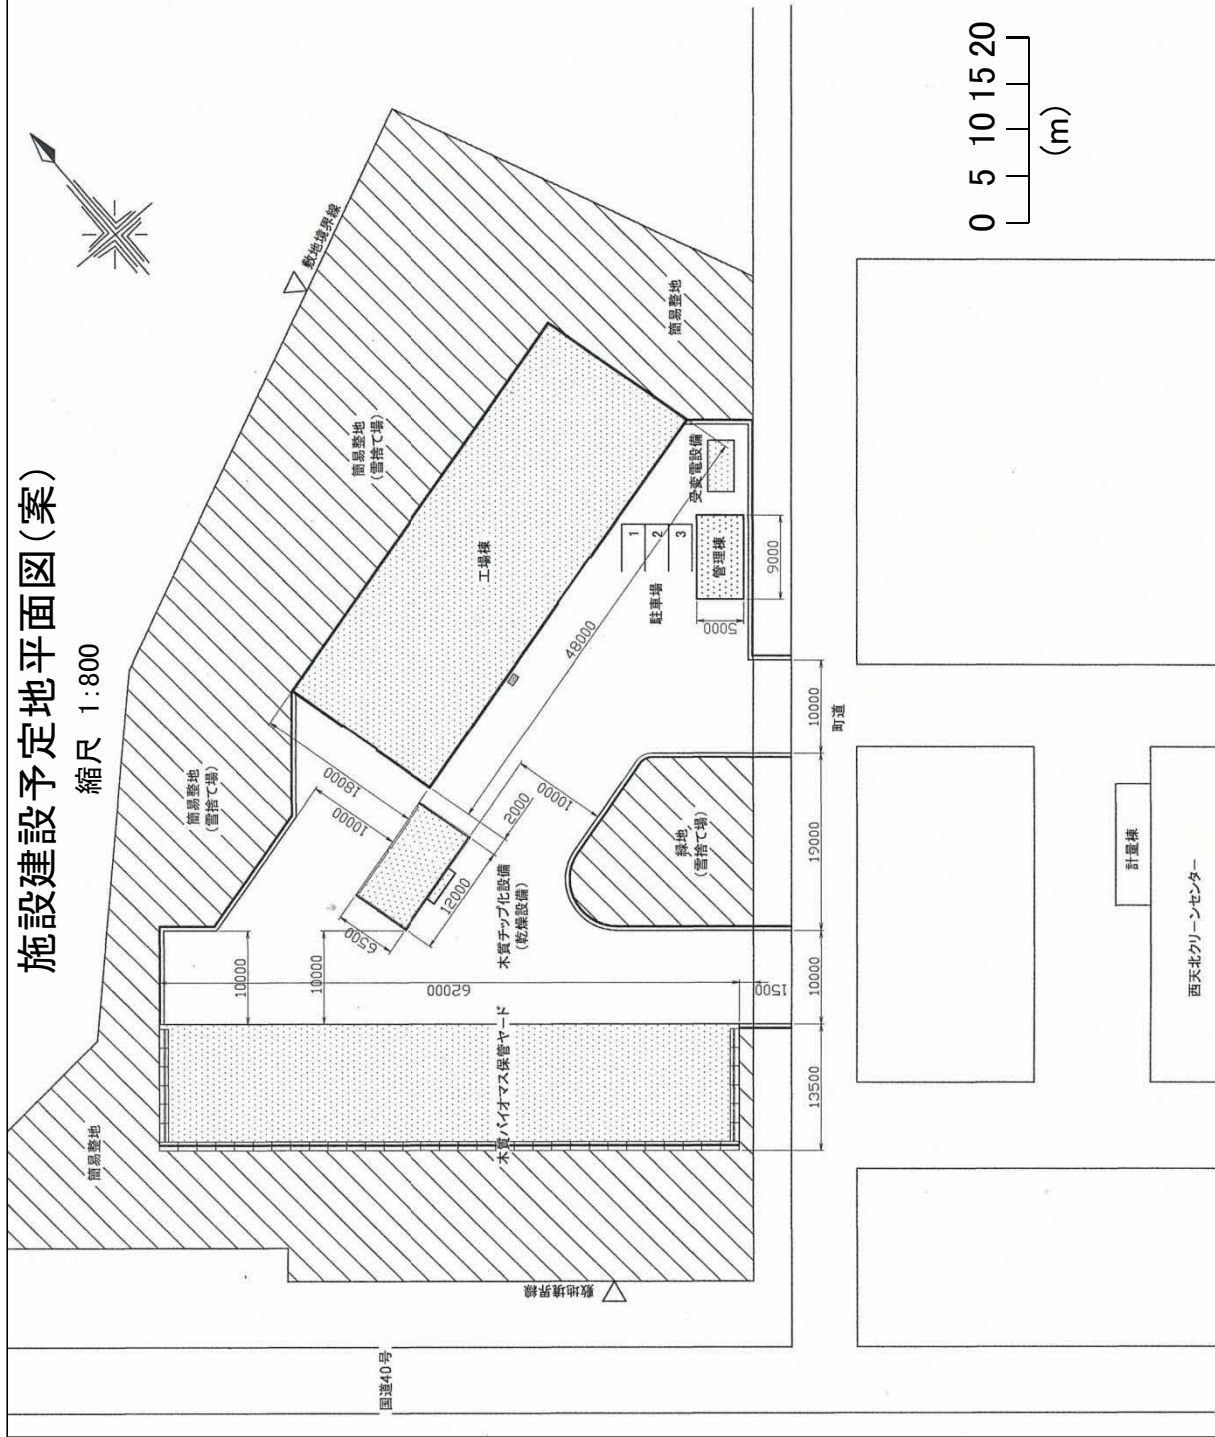 施設建設予定地平面図(案)
縮尺 1:800
敷地境界線
簡易整地
(雪捨て場)
簡易整地
(雪捨て場)
簡易整地
簡易整地
工場棟
受変電設備
管理棟
駐車場
1
2
3
9000
5000
48000
18000
10000
2000
10000
12000
6500
木質チップ化設備
(乾燥設備)
緑地
(雪捨て場)
10000
10000
62000
1500
木質バイオマス保管ヤード
13500
10000
19000
10000
町道
敷地境界線
国道40号
計量棟
西天北クリーンセンター
0 5 10 15 20
(m)